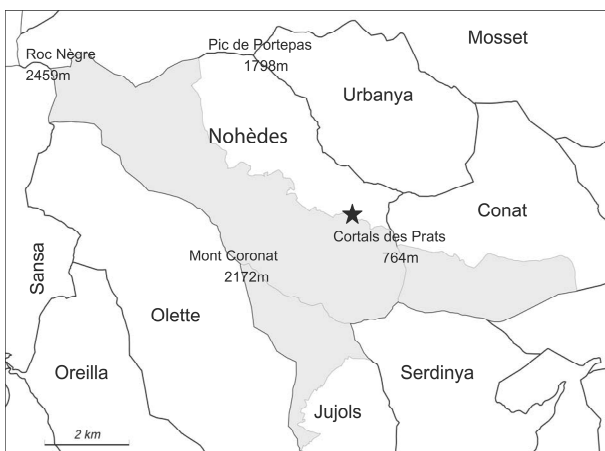 Mosset
Pic de Portepas
1798m
Roc Nègre
2459m
Urbanya
Nohèdes
Conat
Cortals des Prats
764m
Mont Coronat
2172m
Sansa
Olette
Oreilla
Serdinya
Jujols
2 km